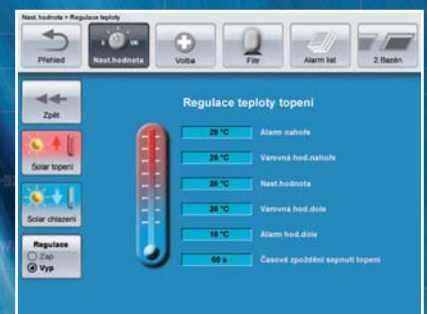 Nast. hodnota > Regulace teploty
Přehled
Nast.hodnota
Volba
Filtr
Alarm list
2.Bazén
Zpět
Solar topení
Solar chlazení
Regulace
Zap
Vyp
Regulace teploty topení
29 °C Alarm nahoře
28 °C Varovná hod.nahoře
26 °C Nast.hodnota
20 °C Varovná hod.dole
18 °C Alarm hod.dole
60 s Časové zpoždění sepnutí topení